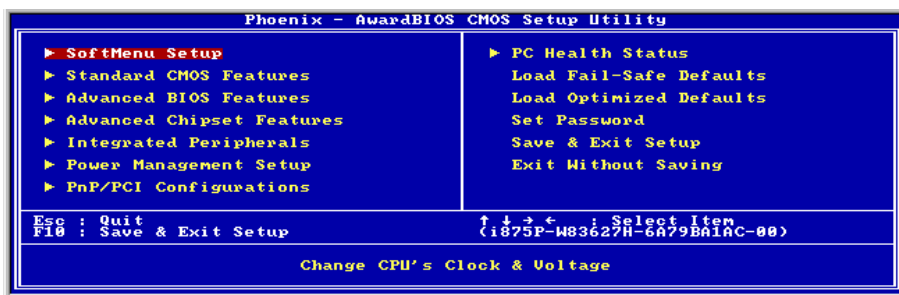 Phoenix - AwardBIOS CMOS Setup Utility
▶ SoftMenu Setup
▶ Standard CMOS Features
▶ Advanced BIOS Features
▶ Advanced Chipset Features
▶ Integrated Peripherals
▶ Power Management Setup
▶ PnP/PCI Configurations
▶ PC Health Status
Load Fail-Safe Defaults
Load Optimized Defaults
Set Password
Save & Exit Setup
Exit Without Saving
Esc : Quit
F10 : Save & Exit Setup
↑ ↓ → ← : Select Item
(i875P-W83627H-6A79BA1AC-00)
Change CPU's Clock & Voltage